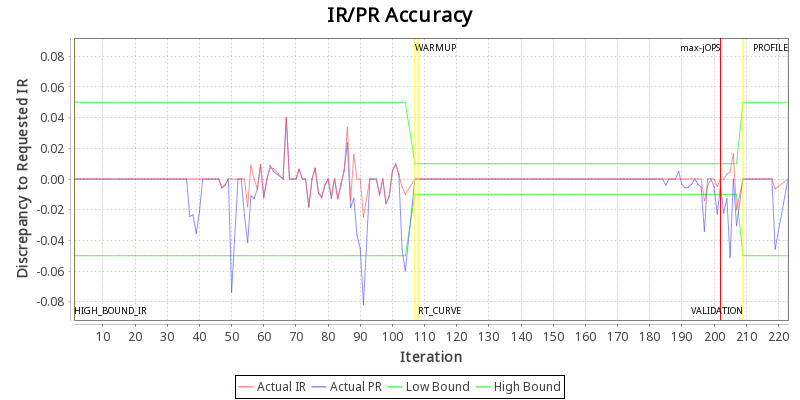 IR/PR Accuracy
Discrepancy to Requested IR
0.08
0.06
0.04
0.02
0.00
-0.02
-0.04
-0.06
-0.08
WARMUP
max-jOPS
PROFILE
HIGH_BOUND_IR
RT_CURVE
VALIDATION
10 20 30 40 50 60 70 80 90 100 110 120 130 140 150 160 170 180 190 200 210 220
Iteration
Actual IR Actual PR Low Bound High Bound